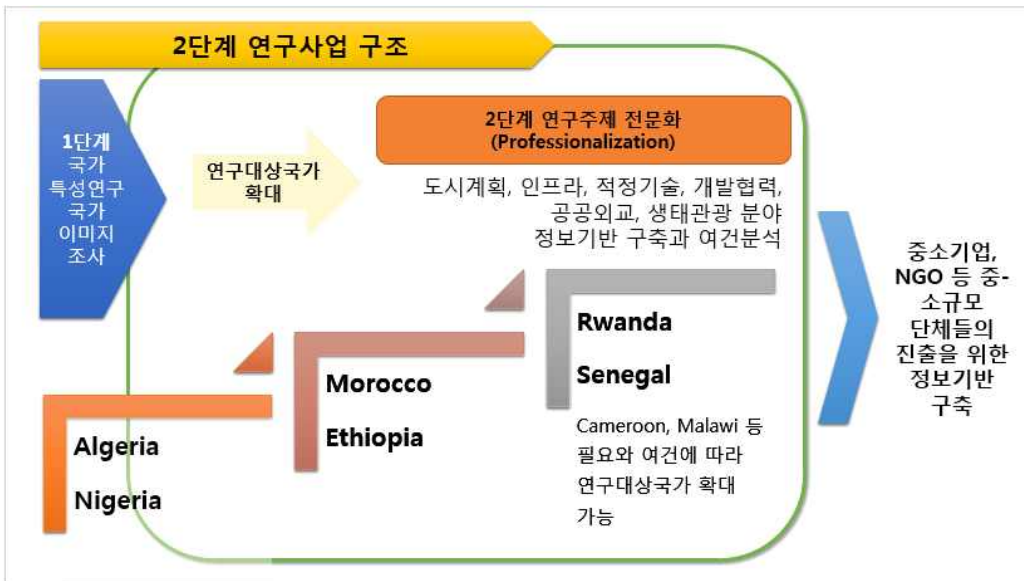 2단계 연구사업 구조
1단계
국가
특성연구
국가
이미지
조사
연구대상국가
확대
2단계 연구주제 전문화
(Professionalization)
도시계획, 인프라, 적정기술, 개발협력,
공공외교, 생태관광 분야
정보기반 구축과 여건분석
Algeria
Nigeria
Morocco
Ethiopia
Rwanda
Senegal
Cameroon, Malawi 등
필요와 여건에 따라
연구대상국가 확대
가능
중소기업,
NGO 등 중-
소규모
단체들의
진출을 위한
정보기반
구축